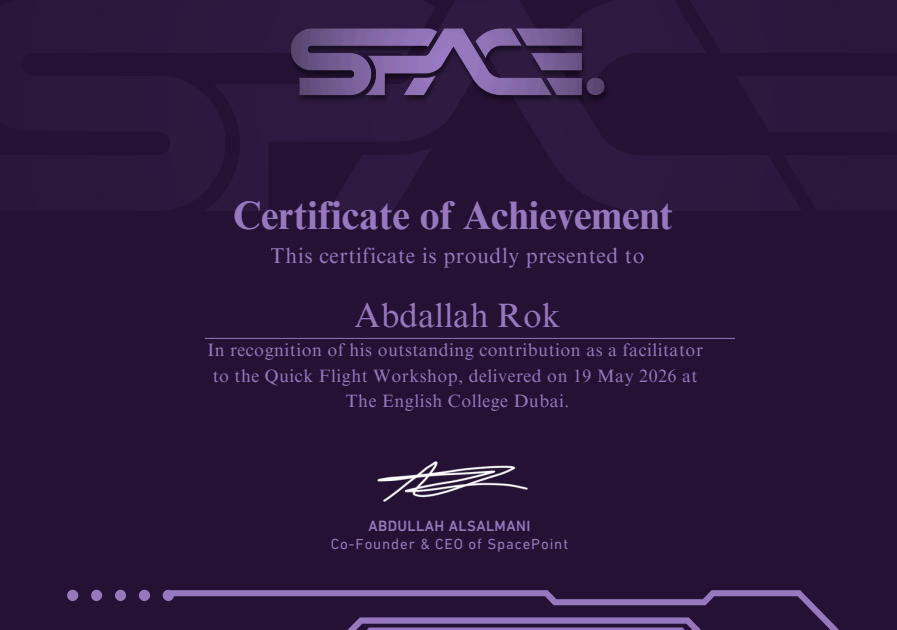 SPACE.
Certificate of Achievement
This certificate is proudly presented to
Abdallah Rok
In recognition of his outstanding contribution as a facilitator
to the Quick Flight Workshop, delivered on 19 May 2026 at
The English College Dubai.
ABDULLAH ALSALMANI
Co-Founder & CEO of SpacePoint